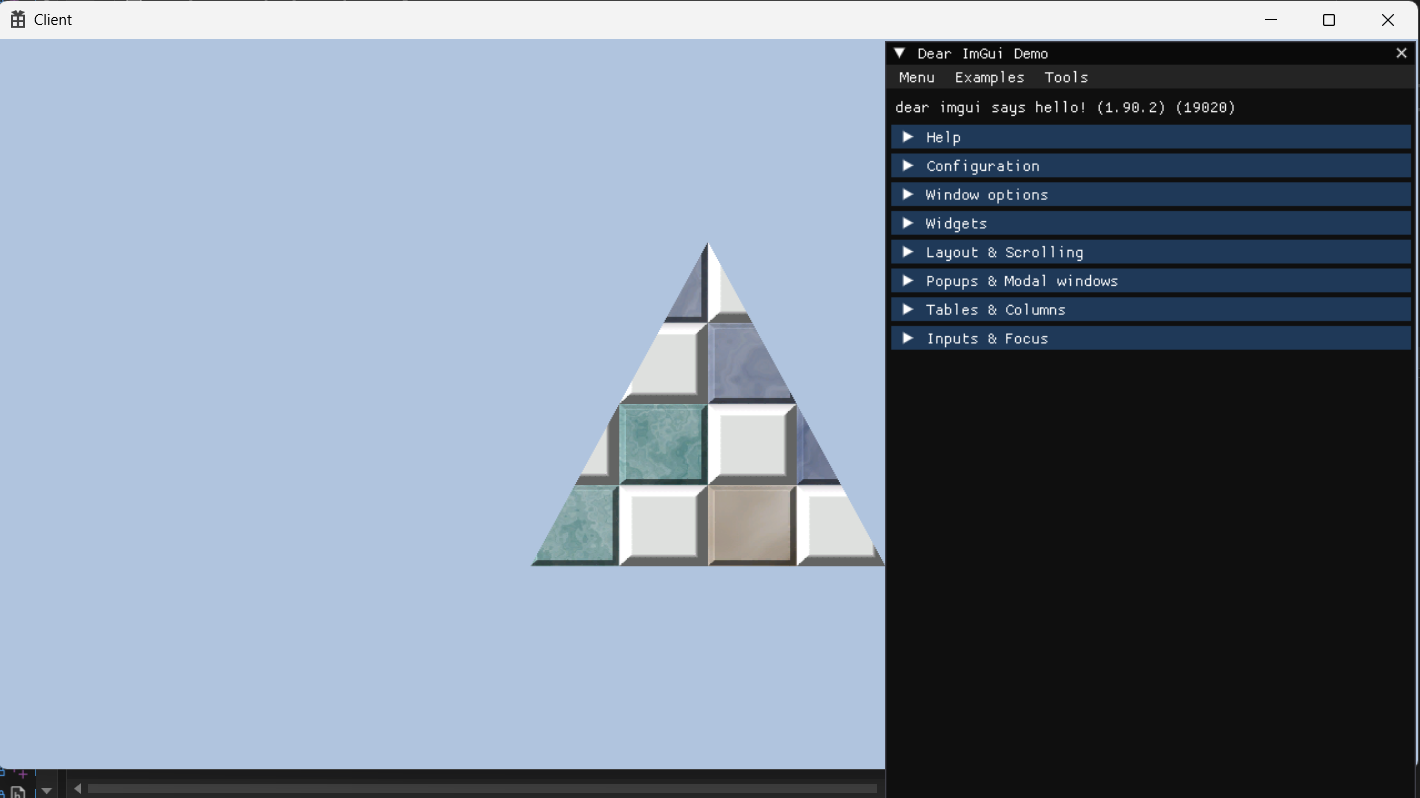 Client
Dear ImGui Demo
Menu Examples Tools
dear imgui says hello! (1.90.2) (19020)
Help
Configuration
Window options
Widgets
Layout & Scrolling
Popups & Modal windows
Tables & Columns
Inputs & Focus